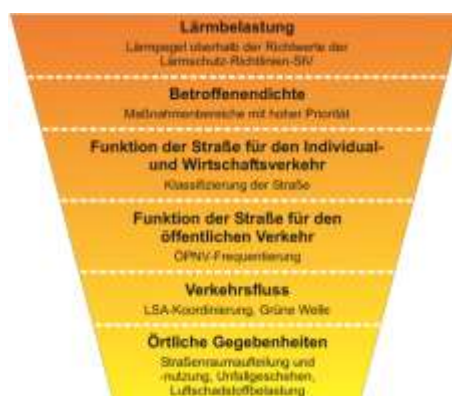 Lärmbelastung
Lärmpegel oberhalb der Richtwerte der
Lärmschutz-Richtlinien-StV
Betroffenendichte
Maßnahmenbereiche mit hoher Priorität
Funktion der Straße für den Individual-
und Wirtschaftsverkehr
Klassifizierung der Straße
Funktion der Straße für den
öffentlichen Verkehr
ÖPNV-Frequentierung
Verkehrsfluss
LSA-Koordinierung, Grüne Welle
Örtliche Gegebenheiten
Straßenraumaufteilung und
-nutzung, Unfallgeschehen,
Luftschadstoffbelastung